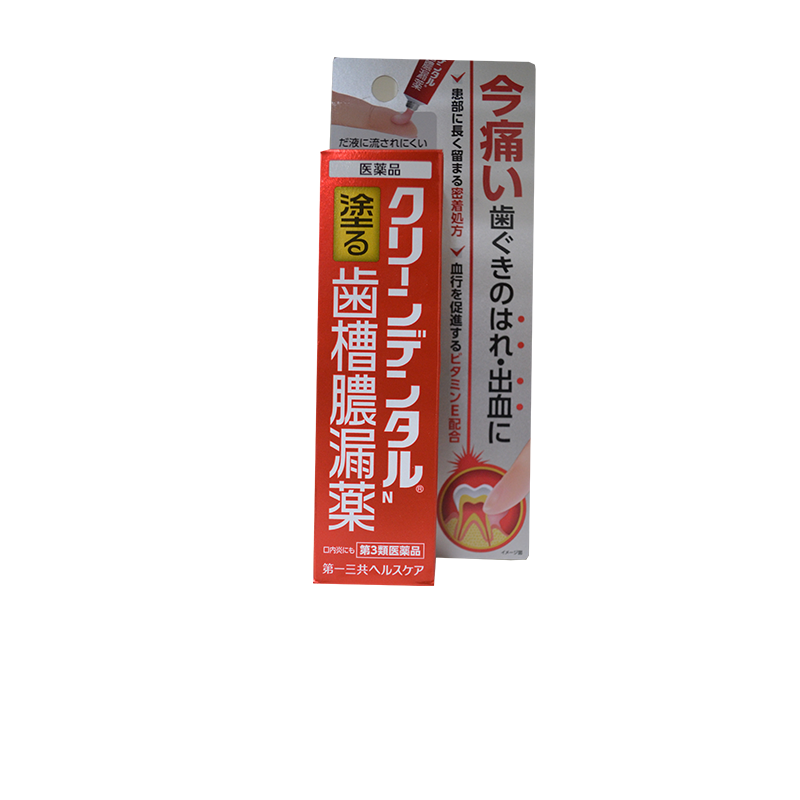 今痛い
歯ぐきのはれ・出血に
患部に長く留まる密着処方
血行を促進するビタミンE配合
だ液に流されにくい
医薬品
クリーンデンタル®N
塗る
歯槽膿漏薬
口内炎にも
第3類医薬品
第一三共ヘルスケア
イメージ図